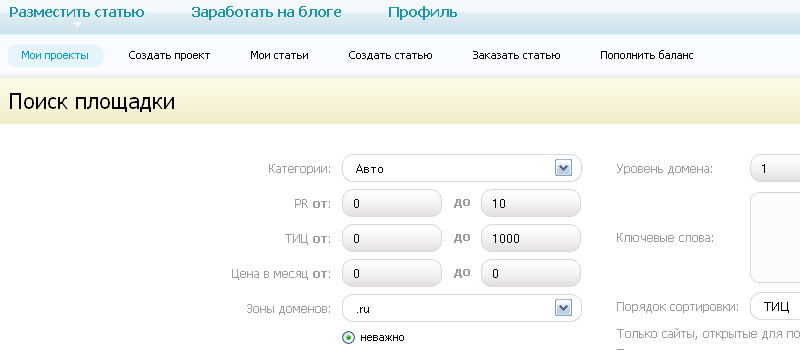 Разместить статью Заработать на блоге Профиль
Мои проекты Создать проект Мои статьи Создать статью Заказать статью Пополнить баланс
Поиск площадки
Категории: Авто Уровень домена: 1
PR от: 0 до 10
ТИЦ от: 0 до 1000 Ключевые слова:
Цена в месяц от: 0 до 0
Зоны доменов: .ru Порядок сортировки: ТИЦ
неважно Только сайты, открытые для по